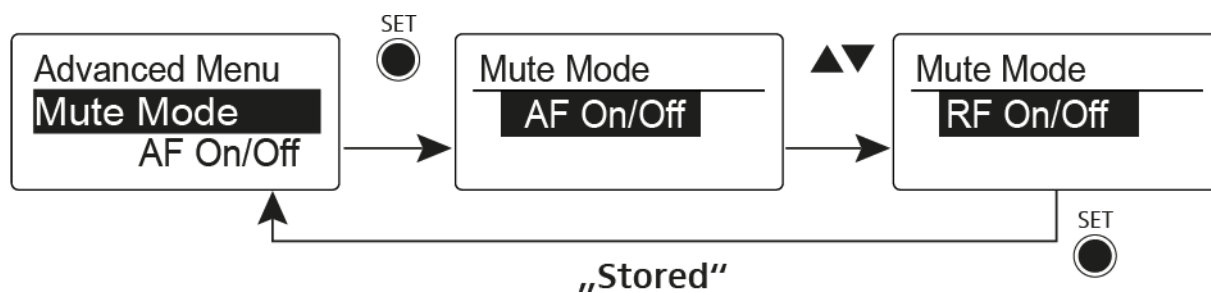 SET
Advanced Menu
Mute Mode
AF On/Off
Mute Mode
AF On/Off
▲▼
Mute Mode
RF On/Off
SET
„Stored“